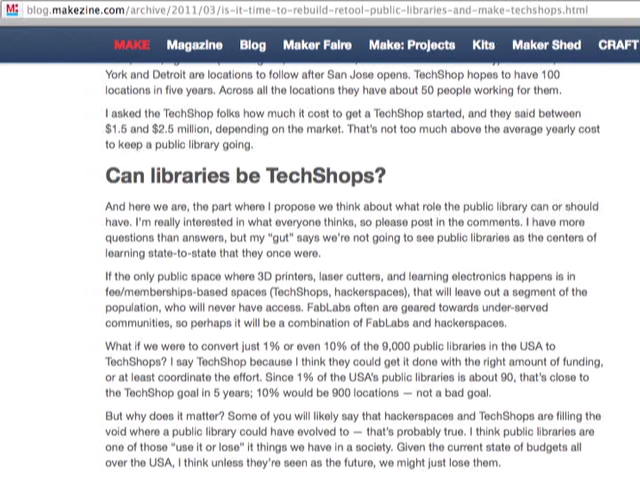 M: blog.makezine.com/archive/2011/03/is-it-time-to-rebuild-retool-public-libraries-and-make-techshops.html
MAKE Magazine Blog Maker Faire Make: Projects Kits Maker Shed CRAFT
York and Detroit are locations to follow after San Jose opens. TechShop hopes to have 100
locations in five years. Across all the locations they have about 50 people working for them.
I asked the TechShop folks how much it cost to get a TechShop started, and they said between
$1.5 and $2.5 million, depending on the market. That's not too much above the average yearly cost
to keep a public library going.
Can libraries be TechShops?
And here we are, the part where I propose we think about what role the public library can or should
have. I'm really interested in what everyone thinks, so please post in the comments. I have more
questions than answers, but my "gut" says we're not going to see public libraries as the centers of
learning state-to-state that they once were.
If the only public space where 3D printers, laser cutters, and learning electronics happens is in
fee/memberships-based spaces (TechShops, hackerspaces), that will leave out a segment of the
population, who will never have access. FabLabs often are geared towards under-served
communities, so perhaps it will be a combination of FabLabs and hackerspaces.
What if we were to convert just 1% or even 10% of the 9,000 public libraries in the USA to
TechShops? I say TechShop because I think they could get it done with the right amount of funding,
or at least coordinate the effort. Since 1% of the USA's public libraries is about 90, that's close to
the TechShop goal in 5 years; 10% would be 900 locations — not a bad goal.
But why does it matter? Some of you will likely say that hackerspaces and TechShops are filling the
void where a public library could have evolved to — that's probably true. I think public libraries are
one of those "use it or lose" it things we have in a society. Given the current state of budgets all
over the USA, I think unless they're seen as the future, we might just lose them.